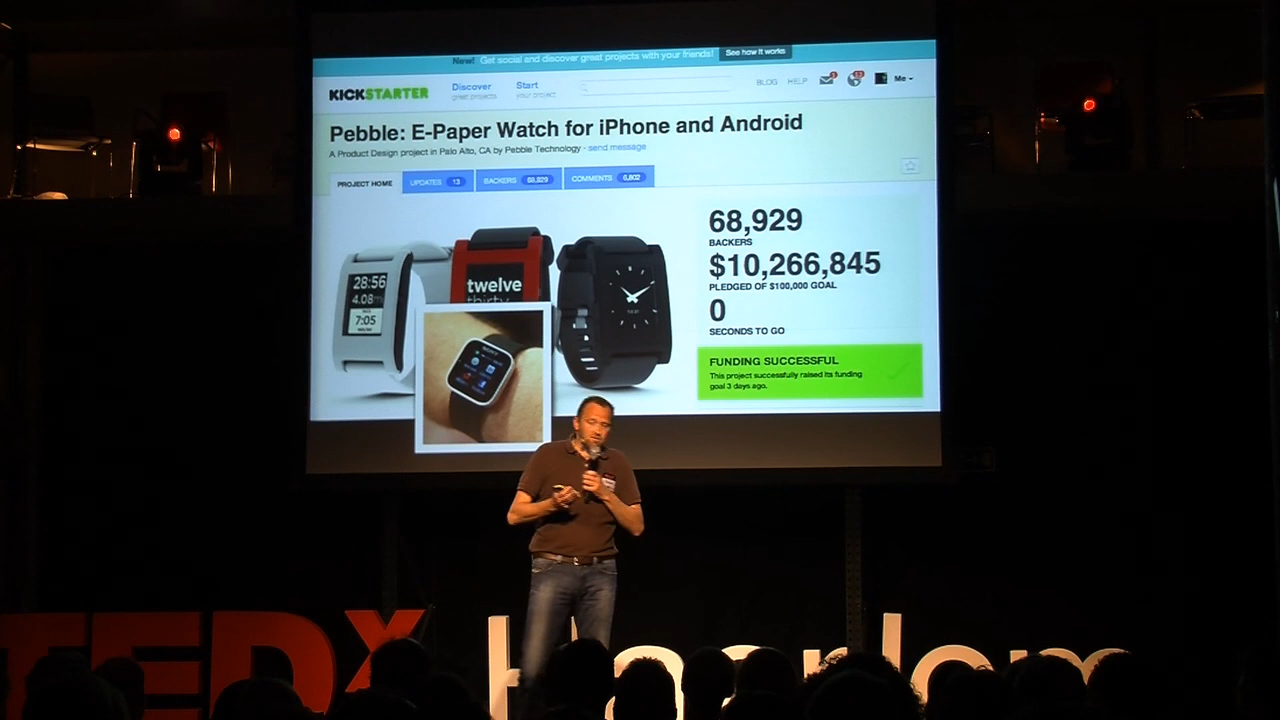 New! Get social and discover great projects with your friends! See how it works
KICKSTARTER
Discover
great projects
Start
your project
BLOG HELP
Me
Pebble: E-Paper Watch for iPhone and Android
A Product Design project in Palo Alto, CA by Pebble Technology · send message
PROJECT HOME UPDATES 13 BACKERS 68,929 COMMENTS 6,802
68,929
BACKERS
$10,266,845
PLEDGED OF $100,000 GOAL
0
SECONDS TO GO
FUNDING SUCCESSFUL
This project successfully raised its funding
goal 3 days ago.
28:56
4.08
7:05
twelve
thirty
SONY
TEDx Haarlem